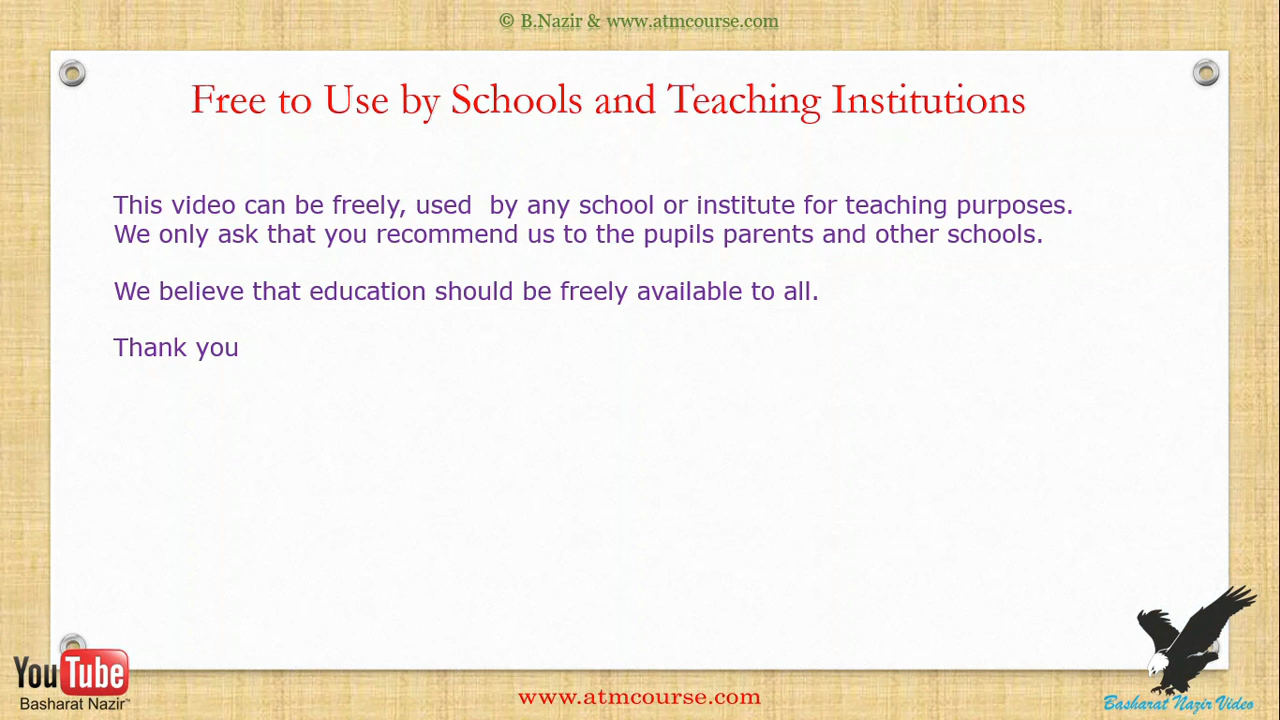 © B.Nazir & www.atmcourse.com
Free to Use by Schools and Teaching Institutions
This video can be freely, used  by any school or institute for teaching purposes.
We only ask that you recommend us to the pupils parents and other schools.
We believe that education should be freely available to all.
Thank you
YouTube
Basharat Nazir™
www.atmcourse.com
Basharat Nazir Video